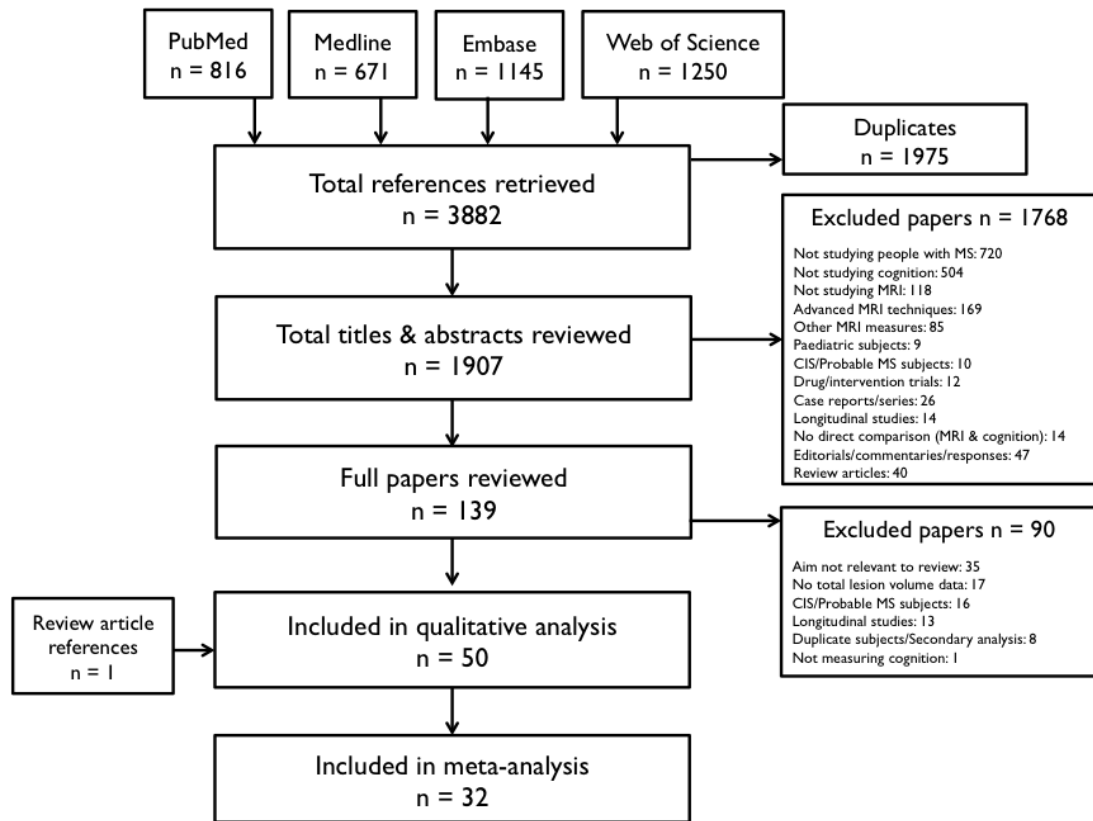 PubMed
n = 816
Medline
n = 671
Embase
n = 1145
Web of Science
n = 1250
Duplicates
n = 1975
Total references retrieved
n = 3882
Excluded papers n = 1768
Not studying people with MS: 720
Not studying cognition: 504
Not studying MRI: 118
Advanced MRI techniques: 169
Other MRI measures: 85
Paediatric subjects: 9
CIS/Probable MS subjects: 10
Drug/intervention trials: 12
Case reports/series: 26
Longitudinal studies: 14
No direct comparison (MRI & cognition): 14
Editorials/commentaries/responses: 47
Review articles: 40
Total titles & abstracts reviewed
n = 1907
Full papers reviewed
n = 139
Excluded papers n = 90
Aim not relevant to review: 35
No total lesion volume data: 17
CIS/Probable MS subjects: 16
Longitudinal studies: 13
Duplicate subjects/Secondary analysis: 8
Not measuring cognition: 1
Review article
references
n = 1
Included in qualitative analysis
n = 50
Included in meta-analysis
n = 32